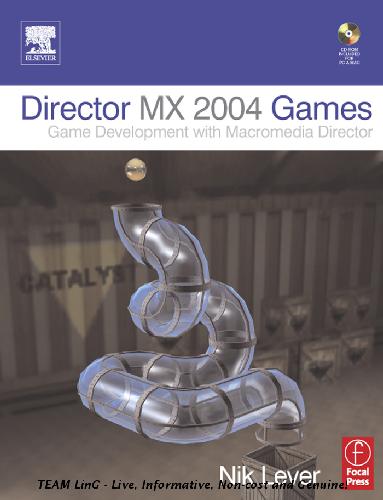 ELSEVIER
CD-ROM
INCLUDED
FOR
PC & MAC
Director MX 2004 Games
Game Development with Macromedia Director
CATALYST
Nik Lever
TEAM LinG - Live, Informative, Non-cost and Genuine!
Focal
Press